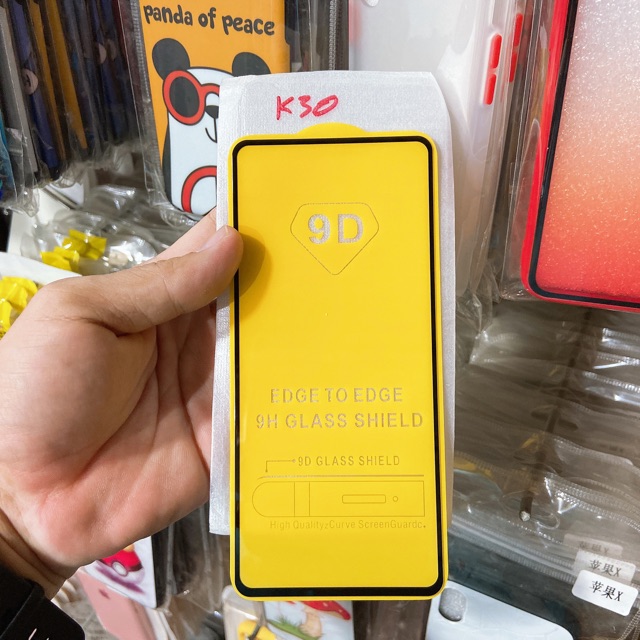 panda of peace
K30
9D
EDGE TO EDGE
9H GLASS SHIELD
9D GLASS SHIELD
High Quality2Curve ScreenGuardc.
苹果X
苹果X